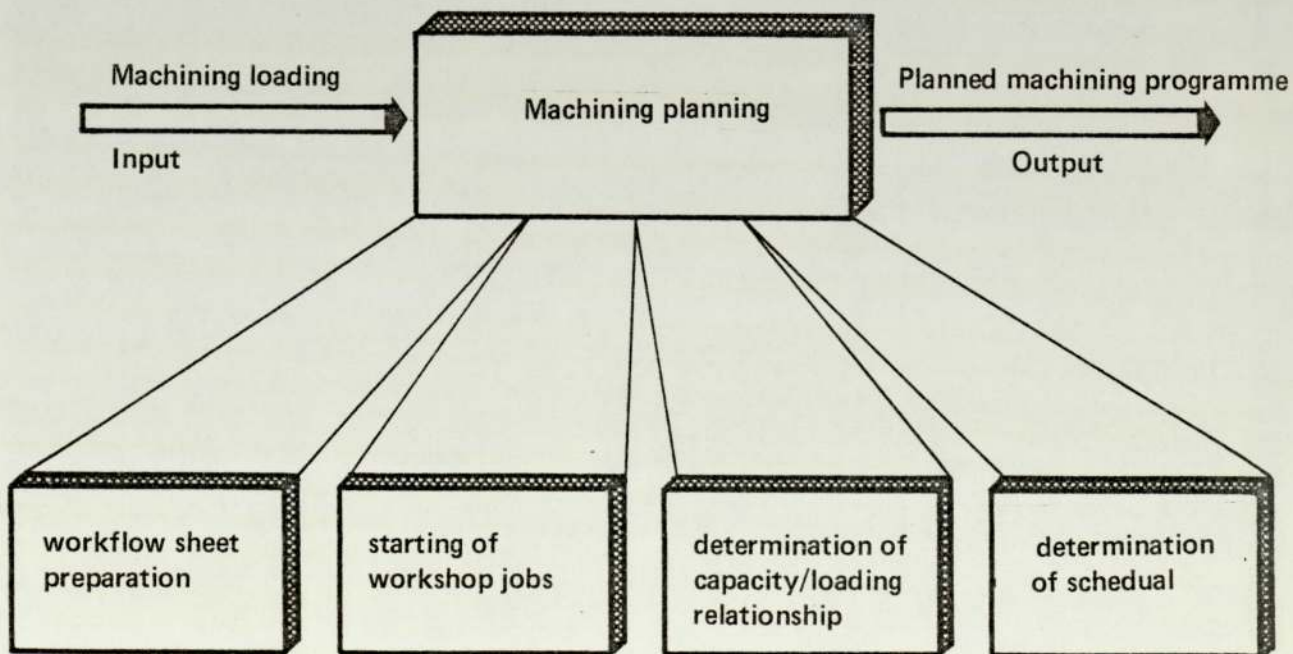 Machining loading
Input
Machining planning
Planned machining programme
Output
workflow sheet
preparation
starting of
workshop jobs
determination of
capacity/loading
relationship
determination
of schedual